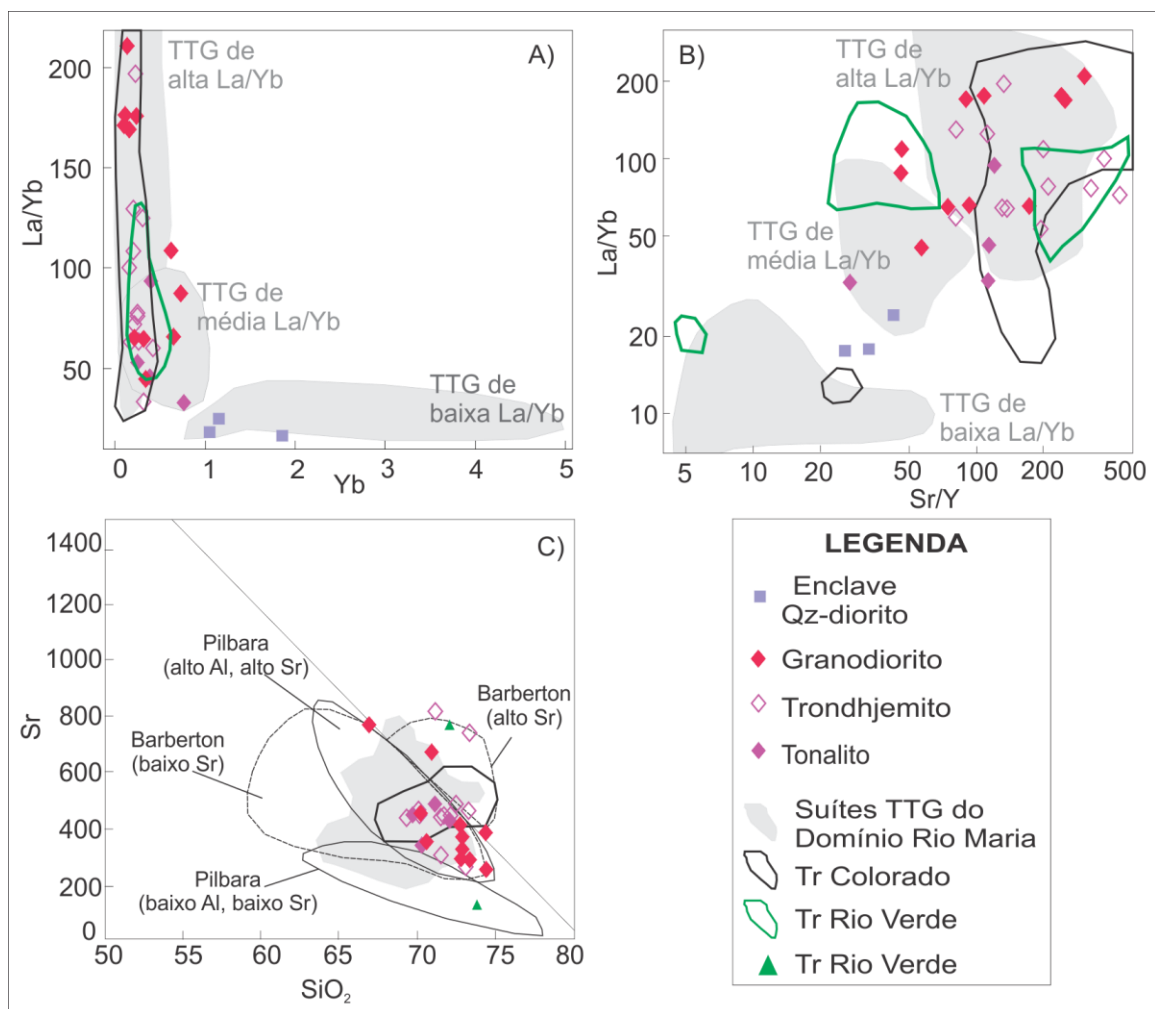 A)
TTG de
alta La/Yb
TTG de
média La/Yb
TTG de
baixa La/Yb
La/Yb
200
150
100
50
0
1
2
3
4
5
Yb
B)
TTG de
alta La/Yb
TTG de
média La/Yb
TTG de
baixa La/Yb
La/Yb
200
100
50
20
10
5
10
20
50
100
200
500
Sr/Y
C)
Pilbara
(alto Al, alto Sr)
Barberton
(alto Sr)
Barberton
(baixo Sr)
Pilbara
(baixo Al, baixo Sr)
Sr
1400
1200
1000
800
600
400
200
0
50
55
60
65
70
75
80
SiO₂
LEGENDA
Enclave
Qz-diorito
Granodiorito
Trondhjemito
Tonalito
Suítes TTG do
Domínio Rio Maria
Tr Colorado
Tr Rio Verde
Tr Rio Verde